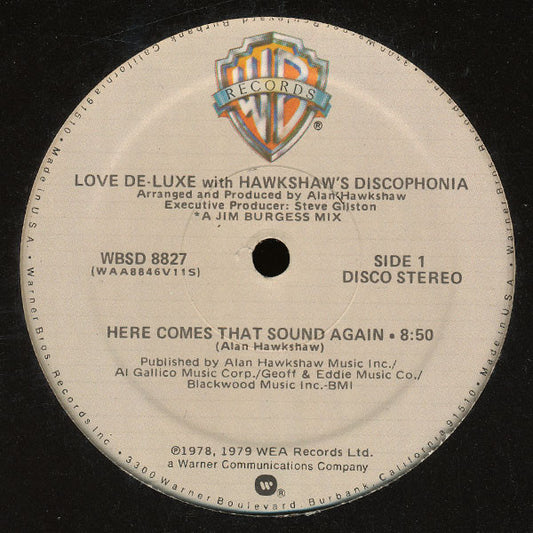 WB
RECORDS
®
LOVE DE-LUXE with HAWKSHAW'S DISCOPHONIA
Arranged and Produced by Alan Hawkshaw
Executive Producer: Steve Glіston
*A JIM BURGESS MIX
WBSD 8827
(WAA8846V11S)
SIDE 1
DISCO STEREO
HERE COMES THAT SOUND AGAIN • 8:50
(Alan Hawkshaw)
Published by Alan Hawkshaw Music Inc./
Al Gallico Music Corp./Geoff & Eddie Music Co./
Blackwood Music Inc.-BMI
℗1978, 1979 WEA Records Ltd.
a Warner Communications Company
®
Warner Bros. Records Inc. • 3300 Warner Boulevard, Burbank, California 91510 • Made in U.S.A. •